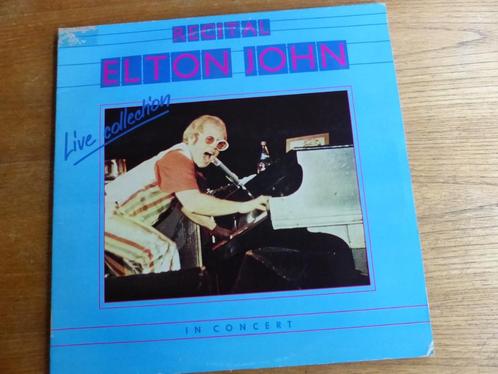 RECITAL
ELTON JOHN
Live collection
IN CONCERT